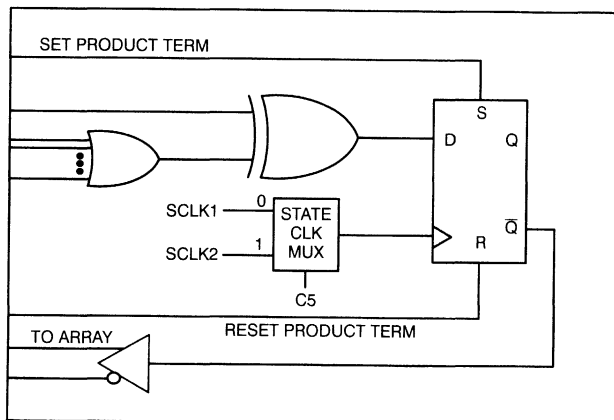 SET PRODUCT TERM
S
D Q
SCLK1 0
STATE
CLK
MUX
SCLK2 1
Q̅
R
C5
RESET PRODUCT TERM
TO ARRAY